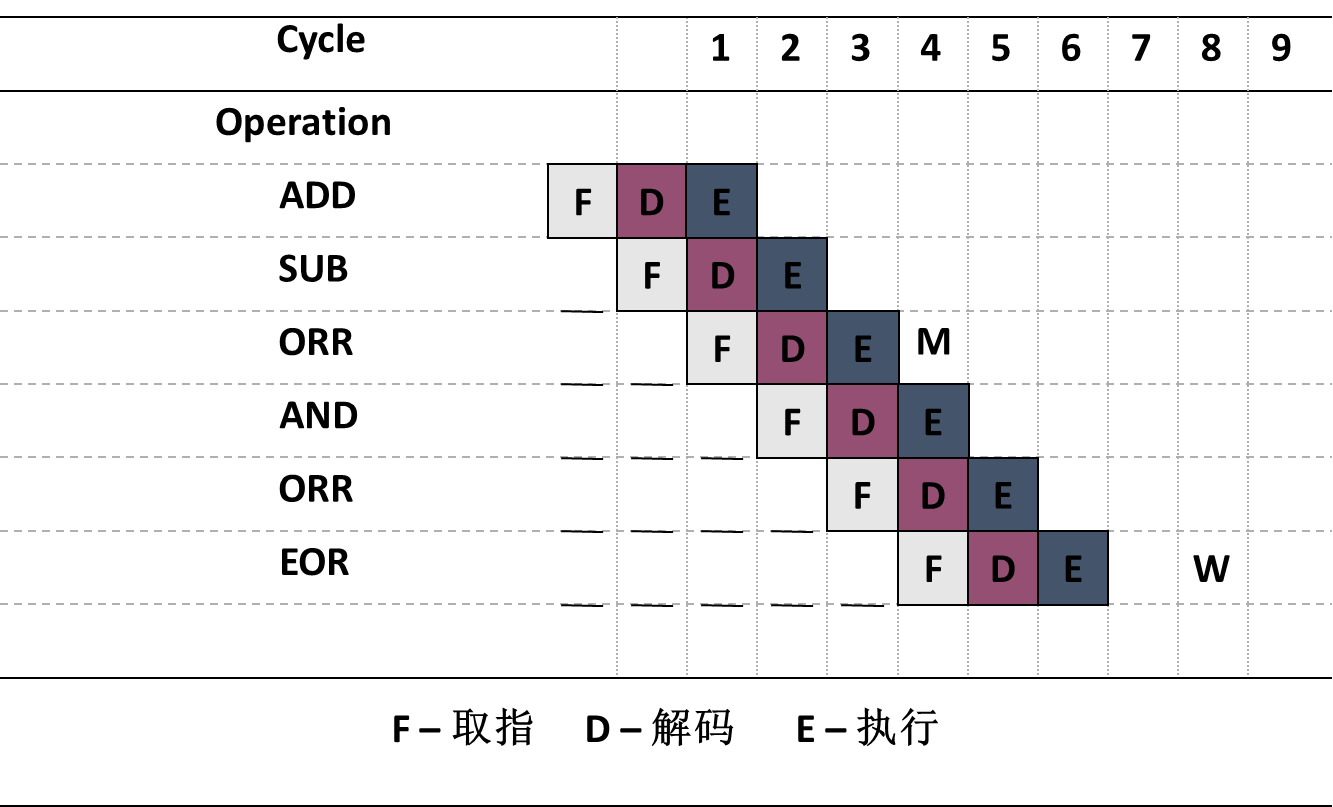 Cycle 1 2 3 4 5 6 7 8 9
Operation
ADD F D E
SUB F D E
ORR F D E M
AND F D E
ORR F D E
EOR F D E W
F – 取指 D – 解码 E – 执行